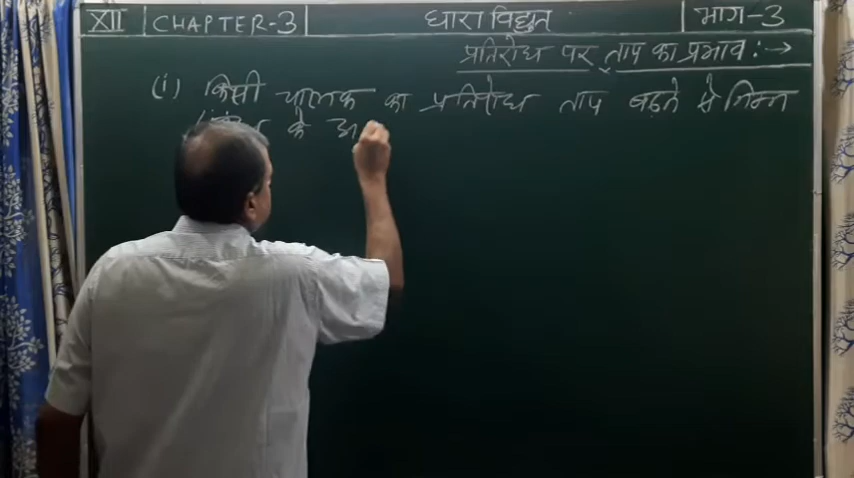 XII CHAPTER-3 धारा विद्युत भाग-3
प्रतिरोध पर ताप का प्रभाव :→
(i) किसी चालक का प्रतिरोध ताप बढ़ने से निम्न
के अ